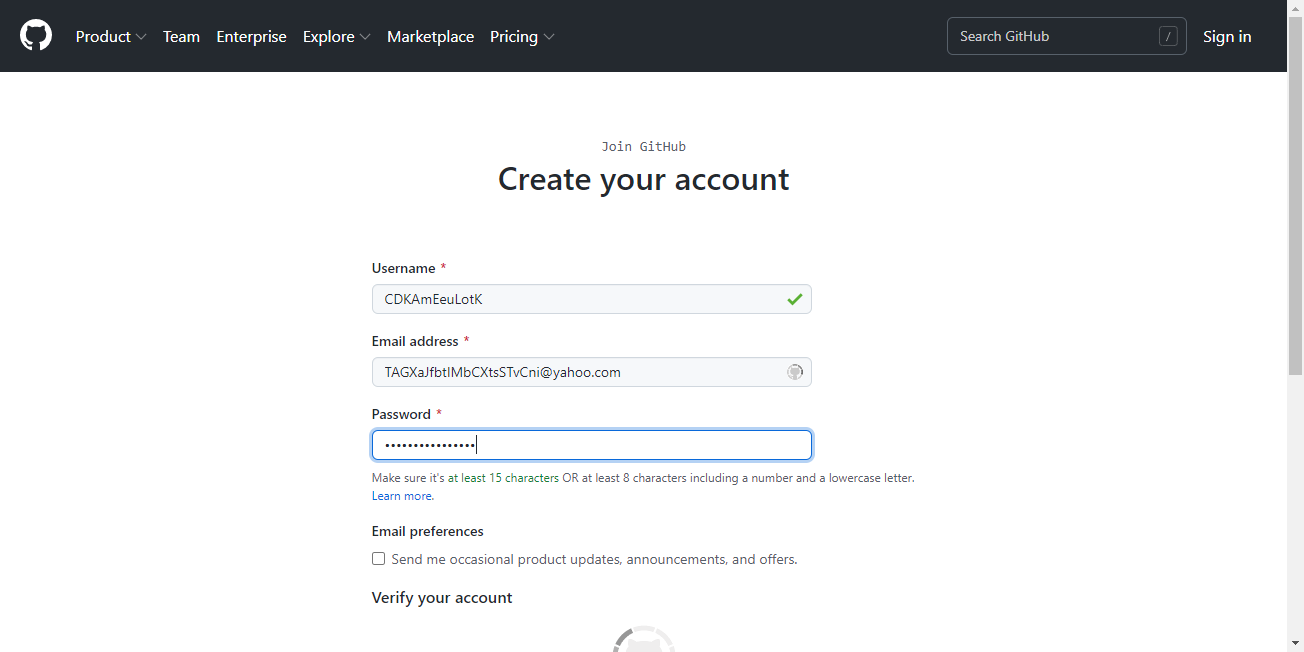 Product Team Enterprise Explore Marketplace Pricing Search GitHub / Sign in
Join GitHub
Create your account
Username *
CDKAmEeuLotK
Email address *
TAGXaJfbtIMbCXtsSTvCni@yahoo.com
Password *
••••••••••••••••
Make sure it's at least 15 characters OR at least 8 characters including a number and a lowercase letter.
Learn more.
Email preferences
Send me occasional product updates, announcements, and offers.
Verify your account